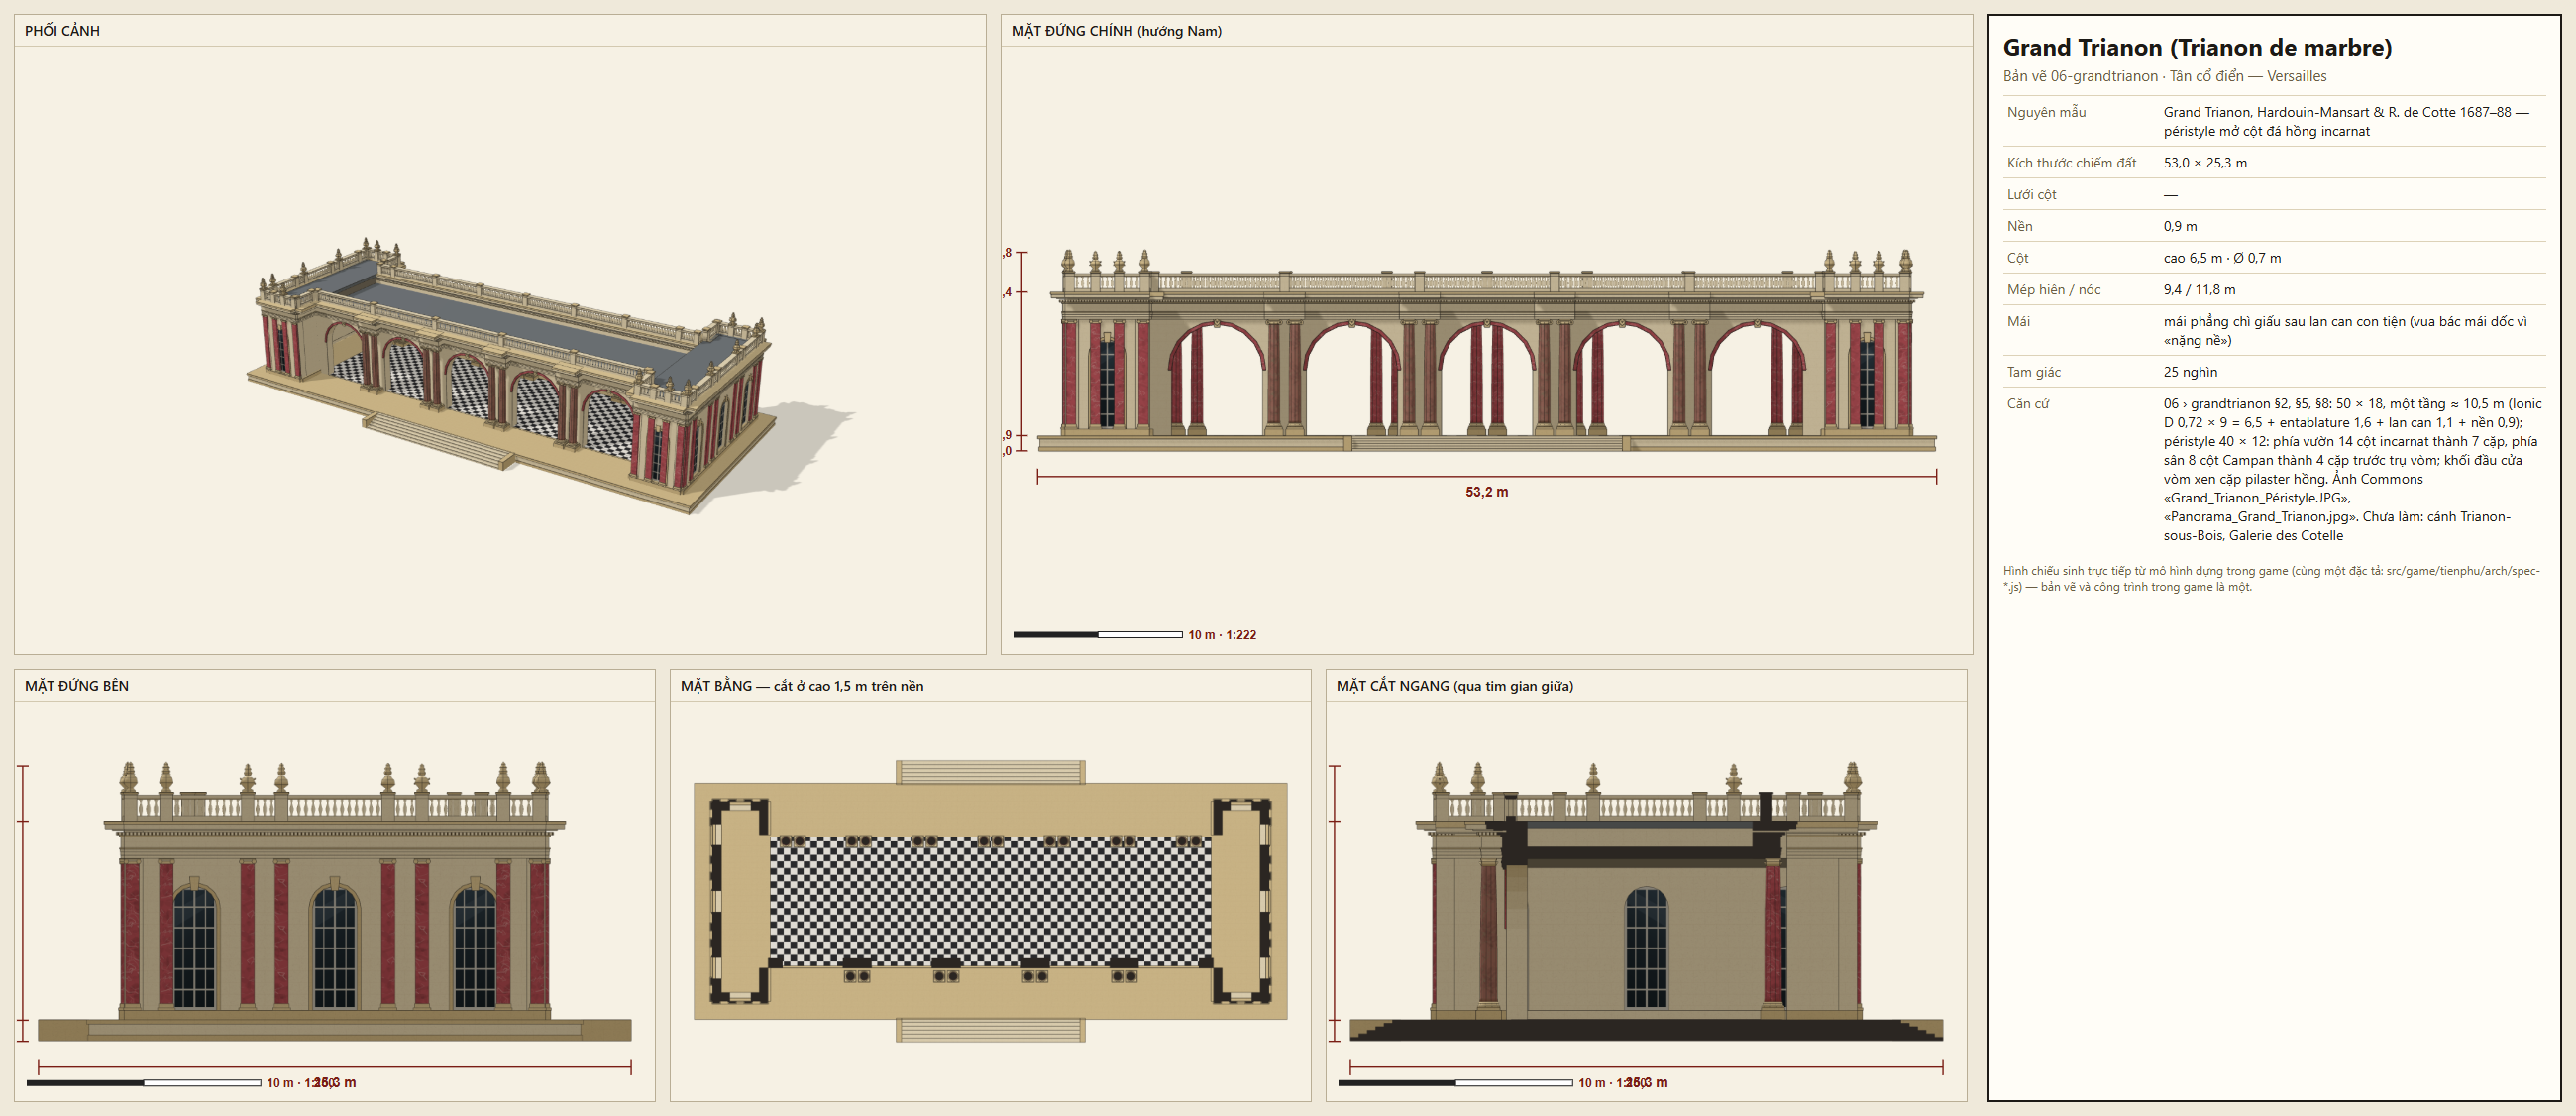 PHỐI CẢNH
MẶT ĐỨNG CHÍNH (hướng Nam)
,8
,4
,9
,0
53,2 m
10 m · 1:222
MẶT ĐỨNG BÊN
10 m ·
25,3 m
MẶT BẰNG — cắt ở cao 1,5 m trên nền
MẶT CẮT NGANG (qua tim gian giữa)
10 m ·
25,3 m
Grand Trianon (Trianon de marbre)
Bản vẽ 06-grandtrianon · Tân cổ điển — Versailles
Nguyên mẫu
Grand Trianon, Hardouin-Mansart & R. de Cotte 1687–88 —
péristyle mở cột đá hồng incarnat
Kích thước chiếm đất
53,0 × 25,3 m
Lưới cột
—
Nền
0,9 m
Cột
cao 6,5 m · Ø 0,7 m
Mép hiên / nóc
9,4 / 11,8 m
Mái
mái phẳng chì giấu sau lan can con tiện (vua bác mái dốc vì
«nặng nề»)
Tam giác
25 nghìn
Căn cứ
06 › grandtrianon §2, §5, §8: 50 × 18, một tầng ≈ 10,5 m (Ionic
D 0,72 × 9 = 6,5 + entablature 1,6 + lan can 1,1 + nền 0,9);
péristyle 40 × 12: phía vườn 14 cột incarnat thành 7 cặp, phía
sân 8 cột Campan thành 4 cặp trước trụ vòm; khối đầu cửa
vòm xen cặp pilaster hồng. Ảnh Commons
«Grand_Trianon_Péristyle.JPG»,
«Panorama_Grand_Trianon.jpg». Chưa làm: cánh Trianon-
sous-Bois, Galerie des Cotelle
Hình chiếu sinh trực tiếp từ mô hình dựng trong game (cùng một đặc tả: src/game/tienphu/arch/spec-
*.js) — bản vẽ và công trình trong game là một.